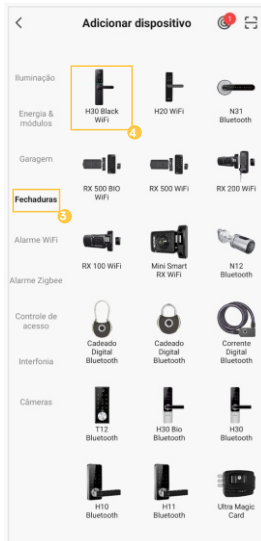 Adicionar dispositivo
Iluminação
Energia &
módulos
Garagem
Fechaduras
3
Alarme WiFi
Alarme Zigbee
Controle de
acesso
Interfonia
Câmeras
H30 Black
WiFi
4
H20 WiFi
N31
Bluetooth
RX 500 BIO
WiFi
RX 500 WiFi
RX 200 WiFi
RX 100 WiFi
Mini Smart
RX WiFi
N12
Bluetooth
Cadeado
Digital
Bluetooth
Cadeado
Digital
Bluetooth
Corrente
Digital
Bluetooth
T12
Bluetooth
H30 Bio
Bluetooth
H30
Bluetooth
H10
Bluetooth
H11
Bluetooth
Ultra Magic
Card